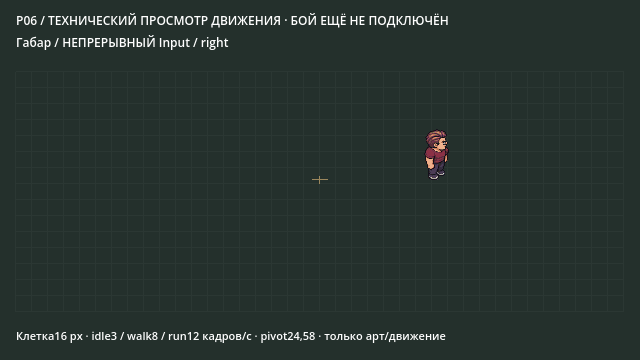 P06 / ТЕХНИЧЕСКИЙ ПРОСМОТР ДВИЖЕНИЯ · БОЙ ЕЩЁ НЕ ПОДКЛЮЧЁН
Габар / НЕПРЕРЫВНЫЙ Input / right
Клетка16 px · idle3 / walk8 / run12 кадров/с · pivot24,58 · только арт/движение